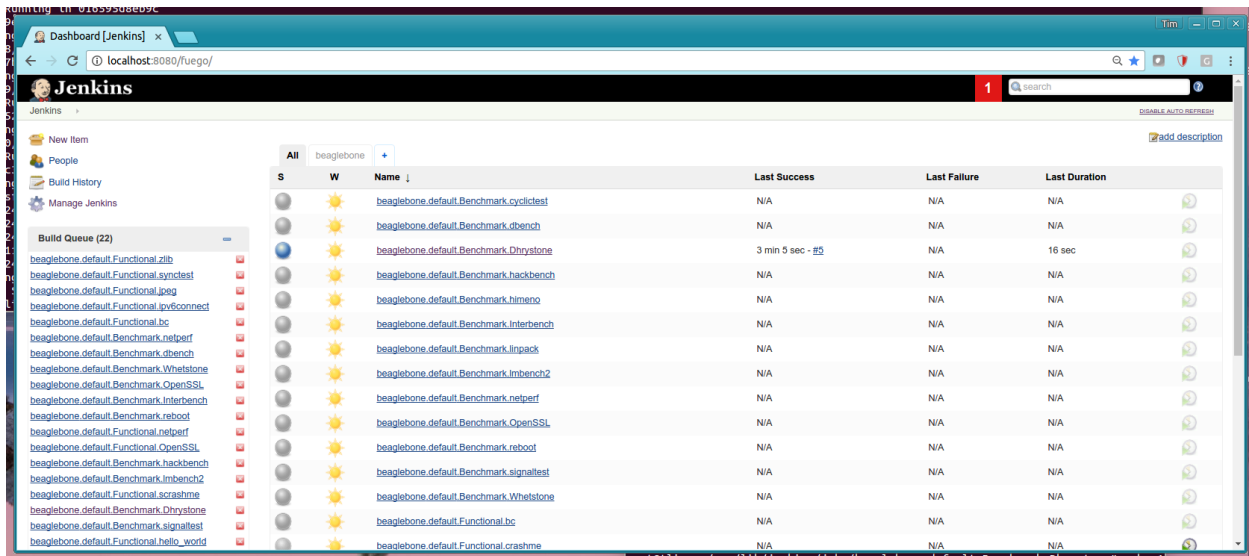 Running in 016595d8eb9c
Tim
Dashboard [Jenkins]
localhost:8080/fuego/
Jenkins
1
search
Jenkins
DISABLE AUTO REFRESH
New Item
People
Build History
Manage Jenkins
Build Queue (22)
beaglebone.default.Functional.zlib
beaglebone.default.Functional.synctest
beaglebone.default.Functional.jpeg
beaglebone.default.Functional.ipv6connect
beaglebone.default.Functional.bc
beaglebone.default.Benchmark.netperf
beaglebone.default.Benchmark.dbench
beaglebone.default.Benchmark.Whetstone
beaglebone.default.Benchmark.OpenSSL
beaglebone.default.Benchmark.Interbench
beaglebone.default.Benchmark.reboot
beaglebone.default.Functional.netperf
beaglebone.default.Functional.OpenSSL
beaglebone.default.Benchmark.hackbench
beaglebone.default.Benchmark.lmbench2
beaglebone.default.Functional.scrashme
beaglebone.default.Benchmark.Dhrystone
beaglebone.default.Benchmark.signaltest
beaglebone.default.Functional.hello_world
add description
All beaglebone +
S W Name ↓ Last Success Last Failure Last Duration
beaglebone.default.Benchmark.cyclictest N/A N/A N/A
beaglebone.default.Benchmark.dbench N/A N/A N/A
beaglebone.default.Benchmark.Dhrystone 3 min 5 sec - #5 N/A 16 sec
beaglebone.default.Benchmark.hackbench N/A N/A N/A
beaglebone.default.Benchmark.himeno N/A N/A N/A
beaglebone.default.Benchmark.Interbench N/A N/A N/A
beaglebone.default.Benchmark.linpack N/A N/A N/A
beaglebone.default.Benchmark.lmbench2 N/A N/A N/A
beaglebone.default.Benchmark.netperf N/A N/A N/A
beaglebone.default.Benchmark.OpenSSL N/A N/A N/A
beaglebone.default.Benchmark.reboot N/A N/A N/A
beaglebone.default.Benchmark.signaltest N/A N/A N/A
beaglebone.default.Benchmark.Whetstone N/A N/A N/A
beaglebone.default.Functional.bc N/A N/A N/A
beaglebone.default.Functional.crashme N/A N/A N/A